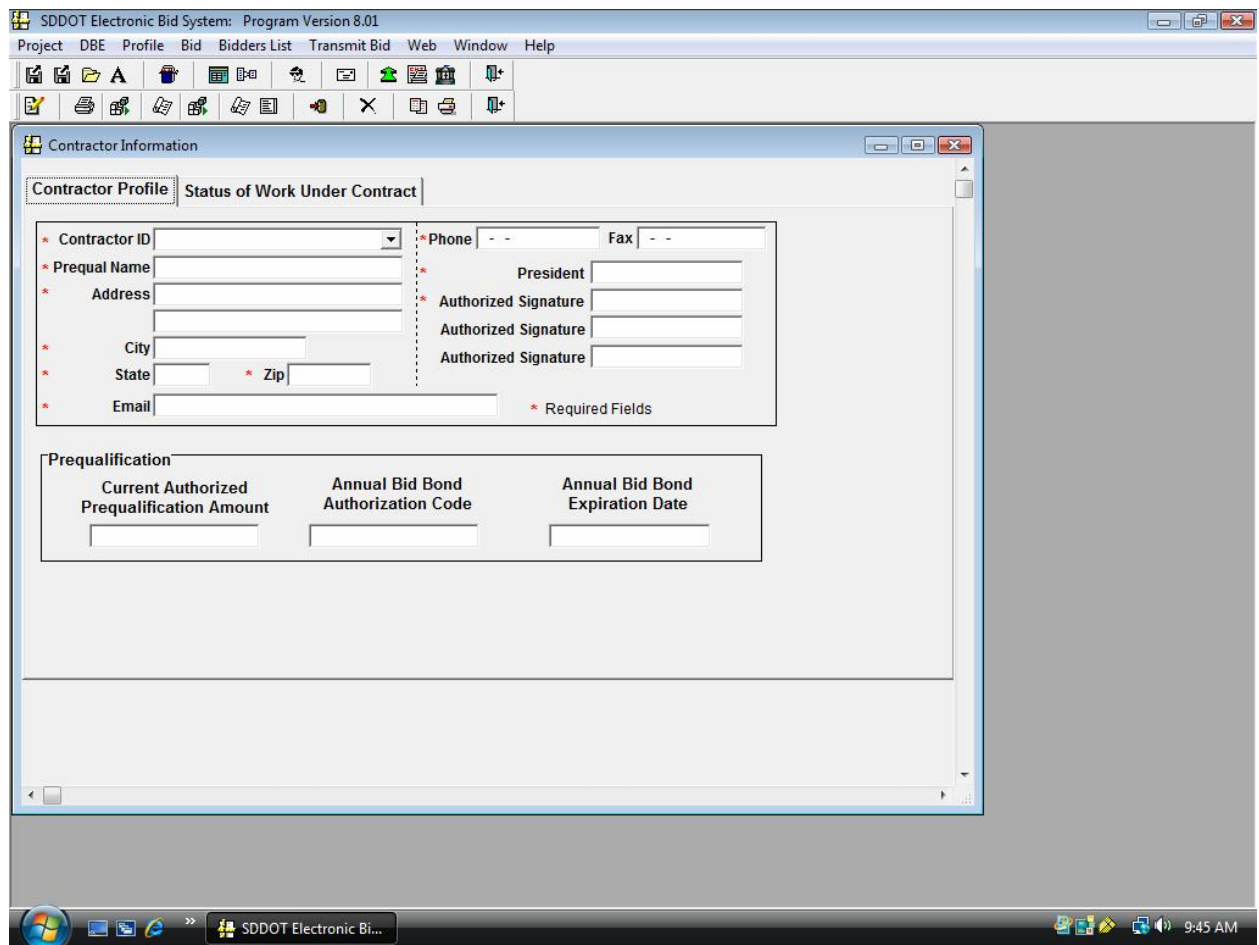 SDDOT Electronic Bid System: Program Version 8.01
Project DBE Profile Bid Bidders List Transmit Bid Web Window Help
Contractor Information
Contractor Profile Status of Work Under Contract
* Contractor ID
* Phone - - Fax - -
* Prequal Name
* President
* Address
* Authorized Signature
Authorized Signature
* City
Authorized Signature
* State * Zip
* Email
* Required Fields
Prequalification
Current Authorized Prequalification Amount
Annual Bid Bond Authorization Code
Annual Bid Bond Expiration Date
SDDOT Electronic Bi...
9:45 AM